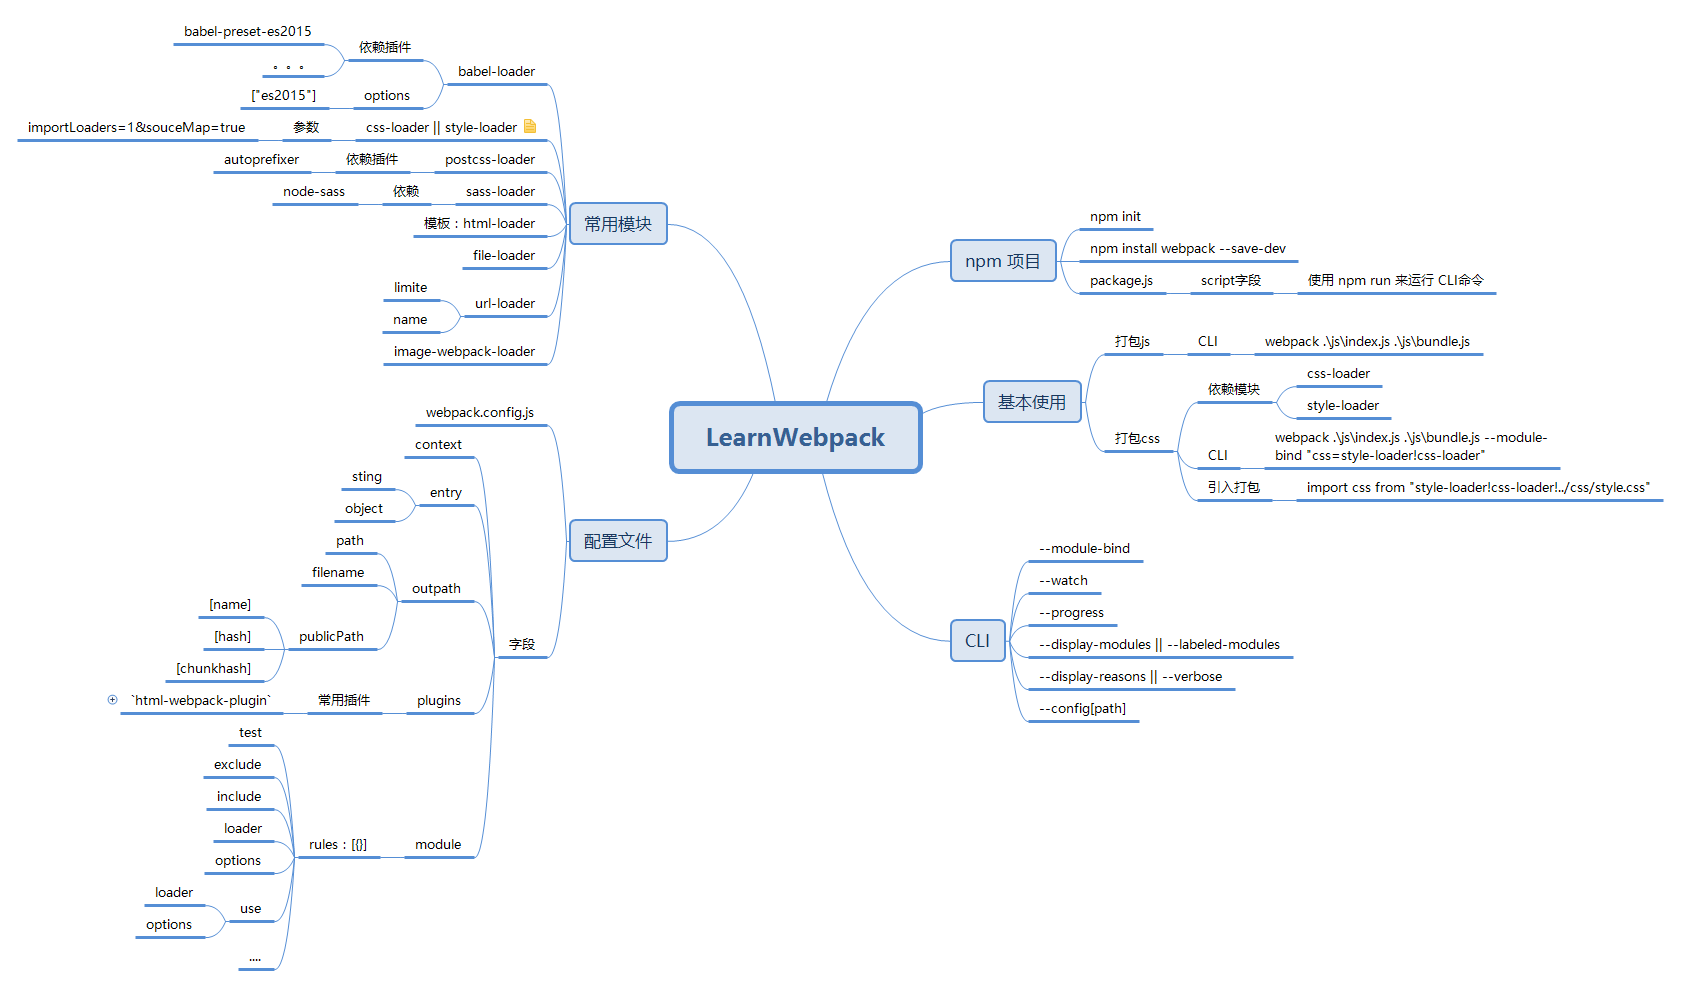 LearnWebpack
npm 项目
npm init
npm install webpack --save-dev
package.js
script字段
使用 npm run 来运行 CLI命令
基本使用
打包js
CLI
webpack .\js\index.js .\js\bundle.js
打包css
依赖模块
css-loader
style-loader
CLI
webpack .\js\index.js .\js\bundle.js --module-
bind "css=style-loader!css-loader"
引入打包
import css from "style-loader!css-loader!../css/style.css"
CLI
--module-bind
--watch
--progress
--display-modules || --labeled-modules
--display-reasons || --verbose
--config[path]
常用模块
babel-loader
依赖插件
babel-preset-es2015
。。。
options
["es2015"]
css-loader || style-loader
参数
importLoaders=1&souceMap=true
postcss-loader
依赖插件
autoprefixer
sass-loader
依赖
node-sass
模板：html-loader
file-loader
url-loader
limite
name
image-webpack-loader
配置文件
webpack.config.js
字段
context
entry
sting
object
outpath
path
filename
publicPath
[name]
[hash]
[chunkhash]
plugins
常用插件
`html-webpack-plugin`
module
rules：[{}]
test
exclude
include
loader
options
use
loader
options
....